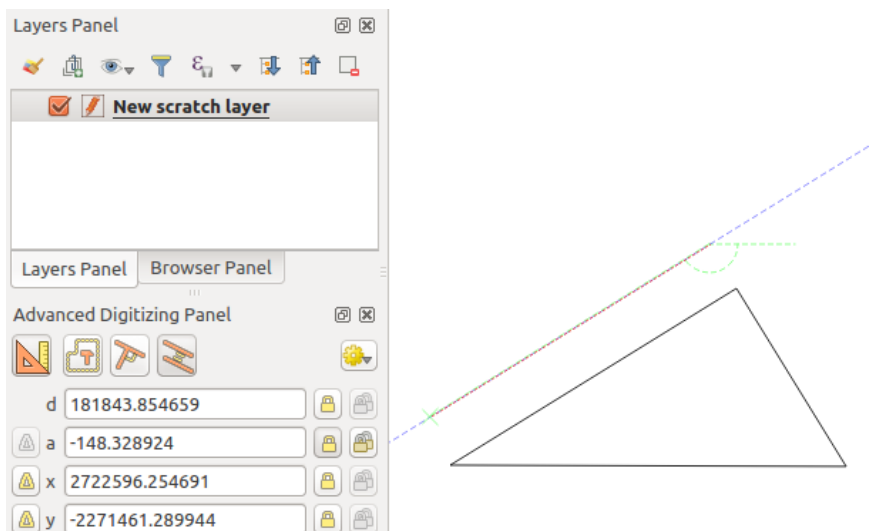 Layers Panel
New scratch layer
Layers Panel Browser Panel
Advanced Digitizing Panel
d 181843.854659
a -148.328924
x 2722596.254691
y -2271461.289944